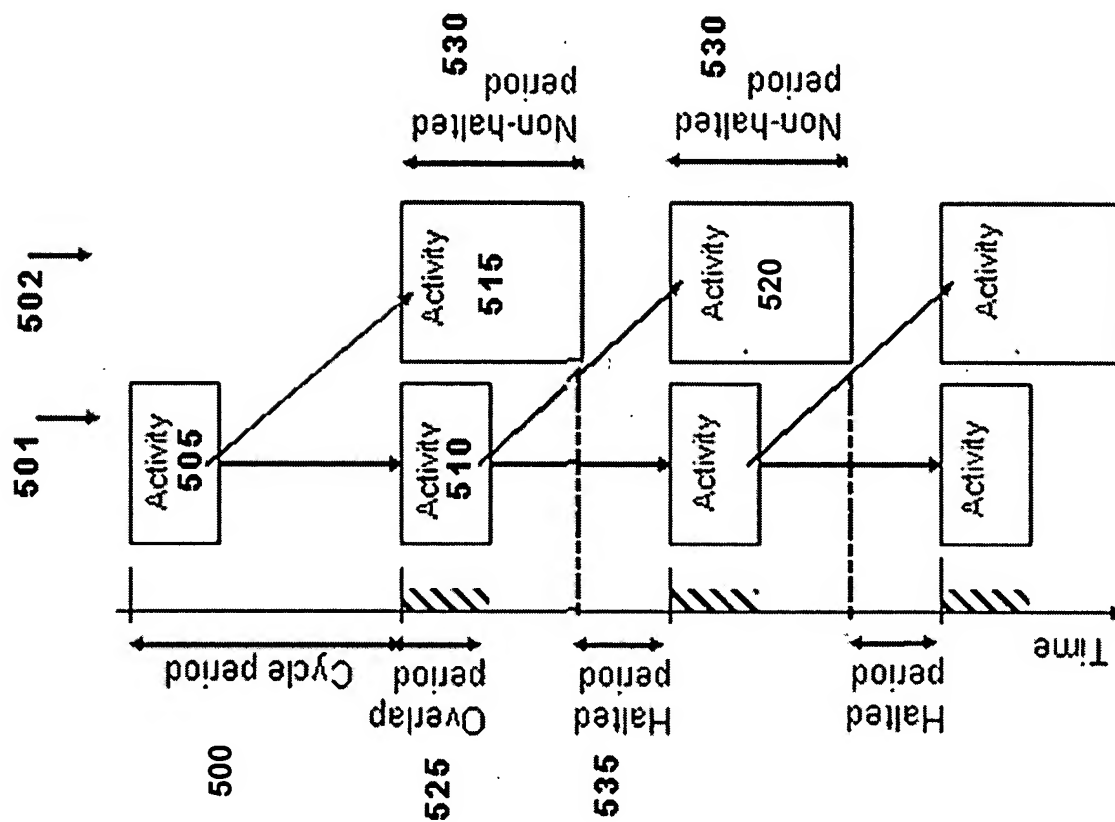 501
502
Activity
505
Activity
510
Activity
515
Non-halted
period
530
Activity
Activity
520
Non-halted
period
530
Activity
Activity
Cycle period
500
Overlap
period
525
Halted
period
535
Halted
period
Time